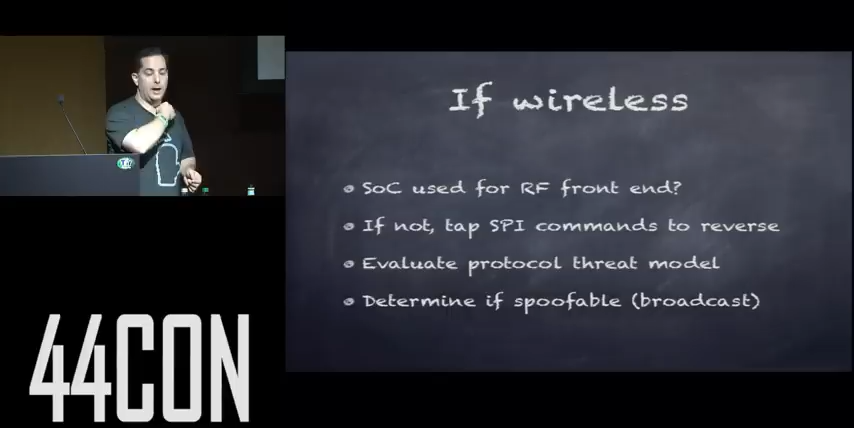 If wireless
SoC used for RF front end?
If not, tap SPI commands to reverse
Evaluate protocol threat model
Determine if spoofable (broadcast)
44CON